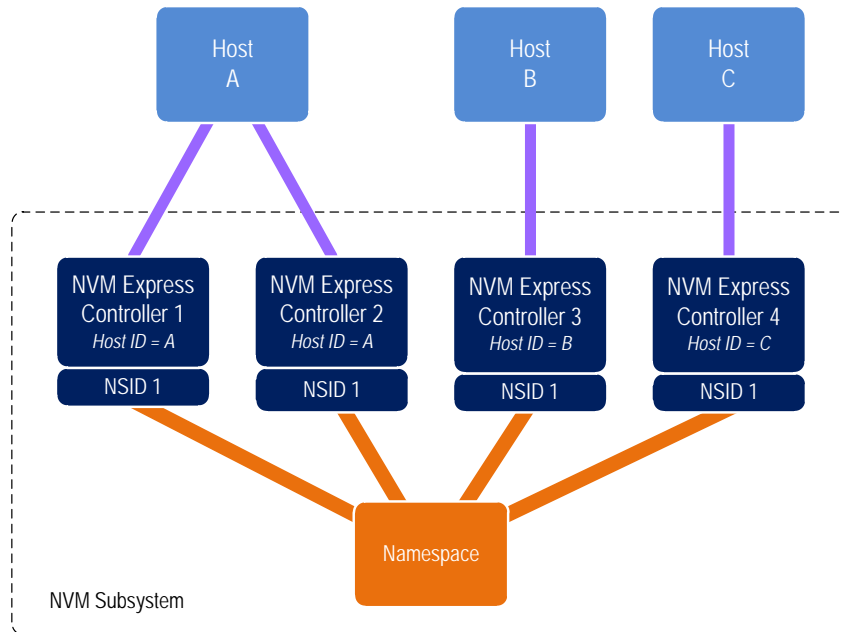 Host
A
Host
B
Host
C
NVM Express
Controller 1
Host ID = A
NVM Express
Controller 2
Host ID = A
NVM Express
Controller 3
Host ID = B
NVM Express
Controller 4
Host ID = C
NSID 1
NSID 1
NSID 1
NSID 1
Namespace
NVM Subsystem